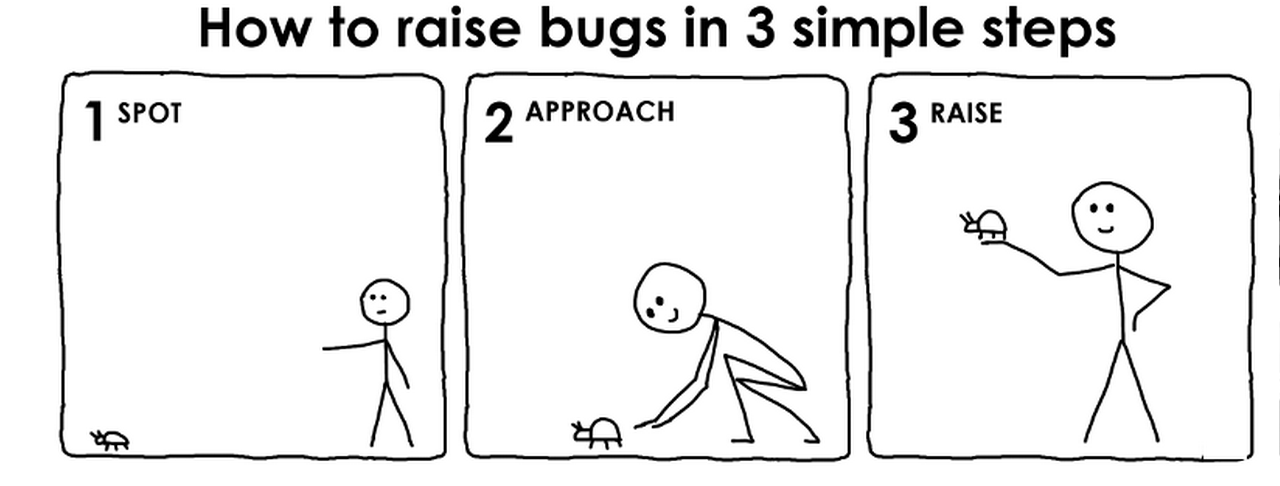 How to raise bugs in 3 simple steps
1 SPOT
2 APPROACH
3 RAISE